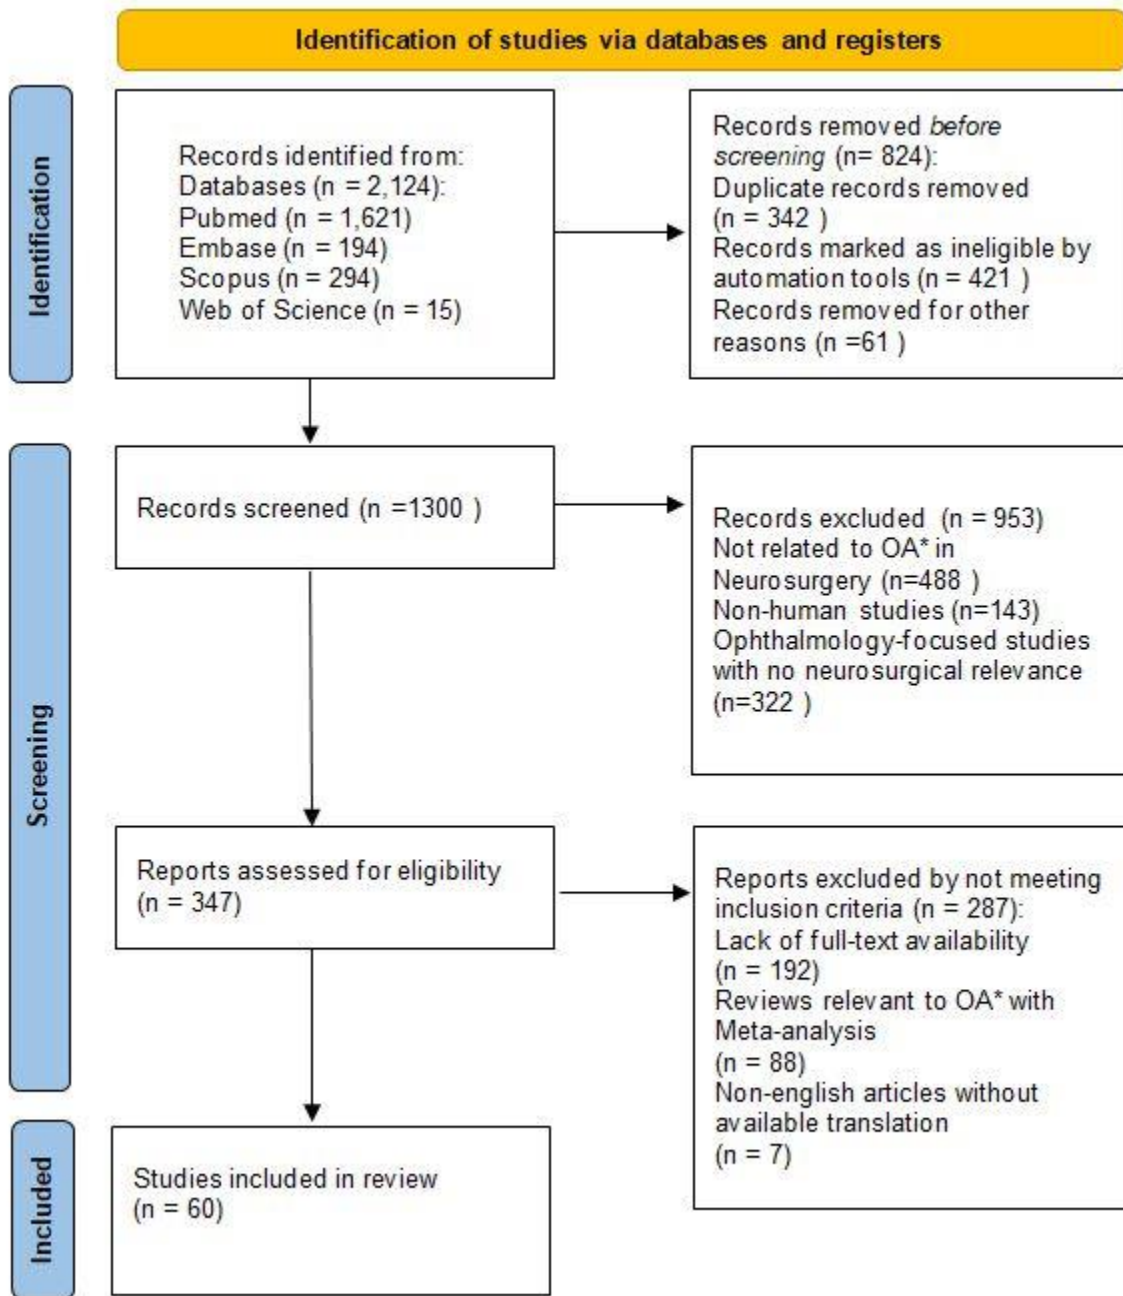 Identification of studies via databases and registers
Identification
Records identified from:
Databases (n = 2,124):
Pubmed (n = 1,621)
Embase (n = 194)
Scopus (n = 294)
Web of Science (n = 15)
Records removed before
screening (n= 824):
Duplicate records removed
(n = 342 )
Records marked as ineligible by
automation tools (n = 421 )
Records removed for other
reasons (n =61 )
Screening
Records screened (n =1300 )
Records excluded (n = 953)
Not related to OA* in
Neurosurgery (n=488 )
Non-human studies (n=143)
Ophthalmology-focused studies
with no neurosurgical relevance
(n=322 )
Reports assessed for eligibility
(n = 347)
Reports excluded by not meeting
inclusion criteria (n = 287):
Lack of full-text availability
(n = 192)
Reviews relevant to OA* with
Meta-analysis
(n = 88)
Non-english articles without
available translation
(n = 7)
Included
Studies included in review
(n = 60)